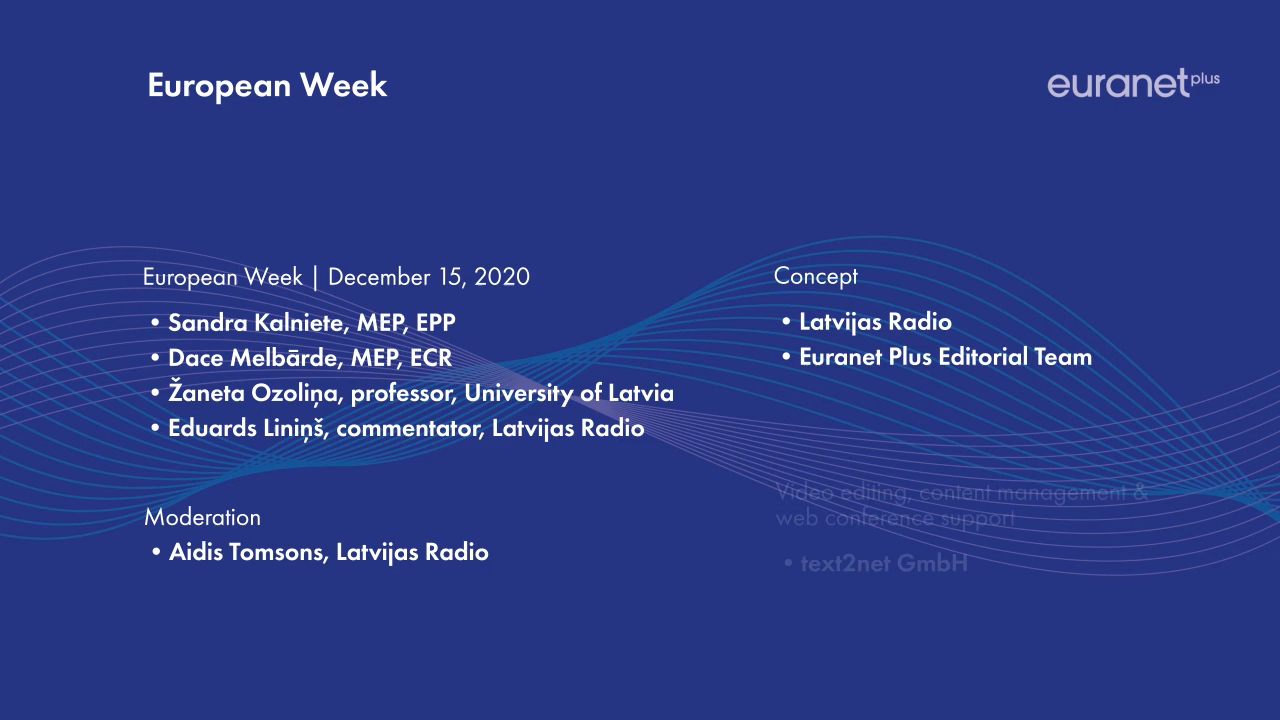 European Week
euranet plus
European Week | December 15, 2020
• Sandra Kalniete, MEP, EPP
• Dace Melbārde, MEP, ECR
• Žaneta Ozoliņa, professor, University of Latvia
• Eduards Liniņš, commentator, Latvijas Radio
Moderation
• Aidis Tomsons, Latvijas Radio
Concept
• Latvijas Radio
• Euranet Plus Editorial Team
Video editing, content management &
web conference support
• text2net GmbH